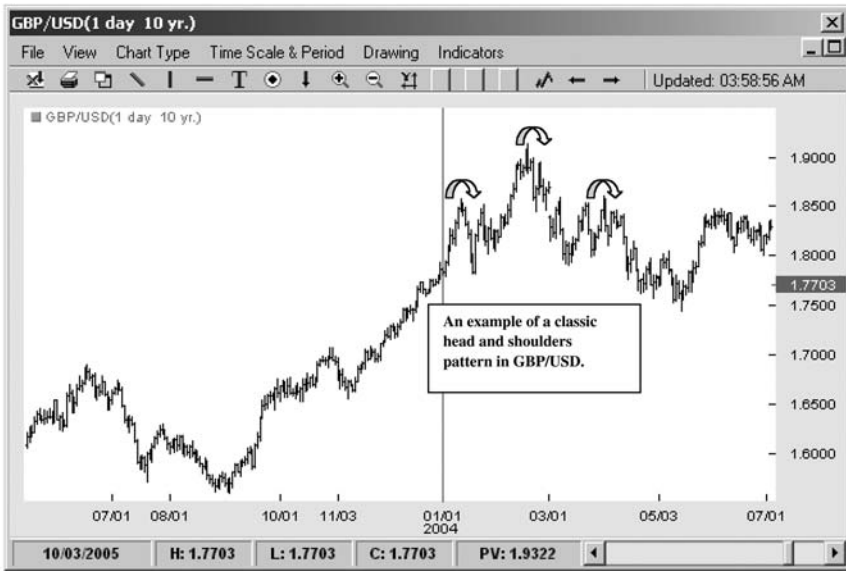 GBP/USD(1 day 10 yr.)
File View Chart Type Time Scale & Period Drawing Indicators
T Updated: 03:58:56 AM
GBP/USD(1 day 10 yr.)
1.9000
1.8500
1.8000
1.7703
1.7500
1.7000
1.6500
1.6000
An example of a classic
head and shoulders
pattern in GBP/USD.
07/01 08/01 10/01 11/03 01/01 03/01 05/03 07/01
2004
10/03/2005 H: 1.7703 L: 1.7703 C: 1.7703 PV: 1.9322